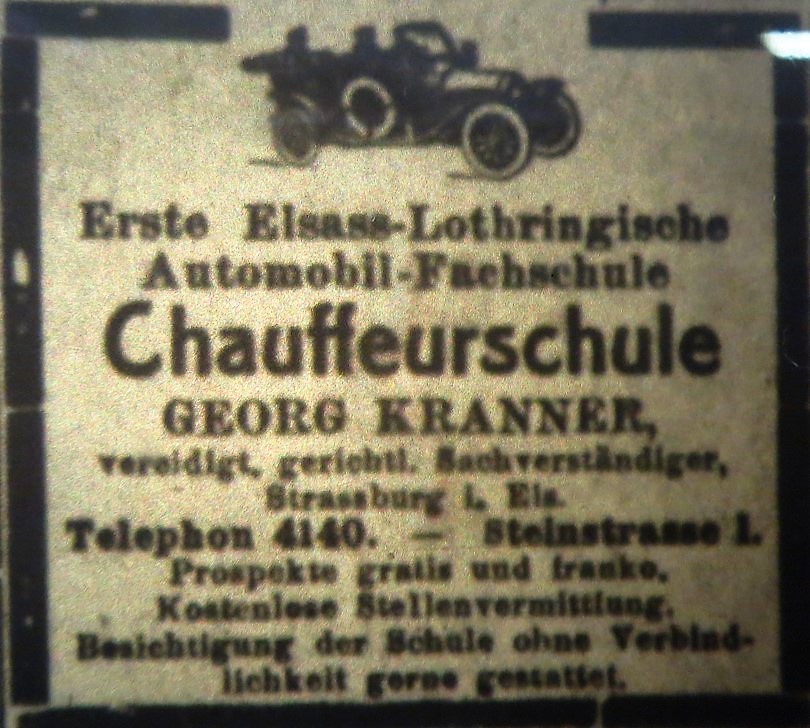 Erste Elsass-Lothringische
Automobil-Fachschule
Chauffeurschule
GEORG KRANNER,
vereidigt. gerichtl. Sachverständiger,
Strassburg i. Els.
Telephon 4140. — Steinstrasse 1.
Prospekte gratis und franko.
Kostenlose Stellenvermittlung.
Besichtigung der Schule ohne Verbind-
lichkeit gerne gestattet.